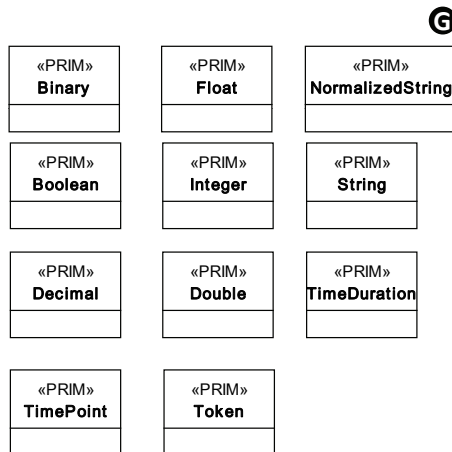 G
«PRIM» «PRIM» «PRIM»
Binary Float NormalizedString
«PRIM» «PRIM» «PRIM»
Boolean Integer String
«PRIM» «PRIM» «PRIM»
Decimal Double TimeDuration
«PRIM» «PRIM»
TimePoint Token